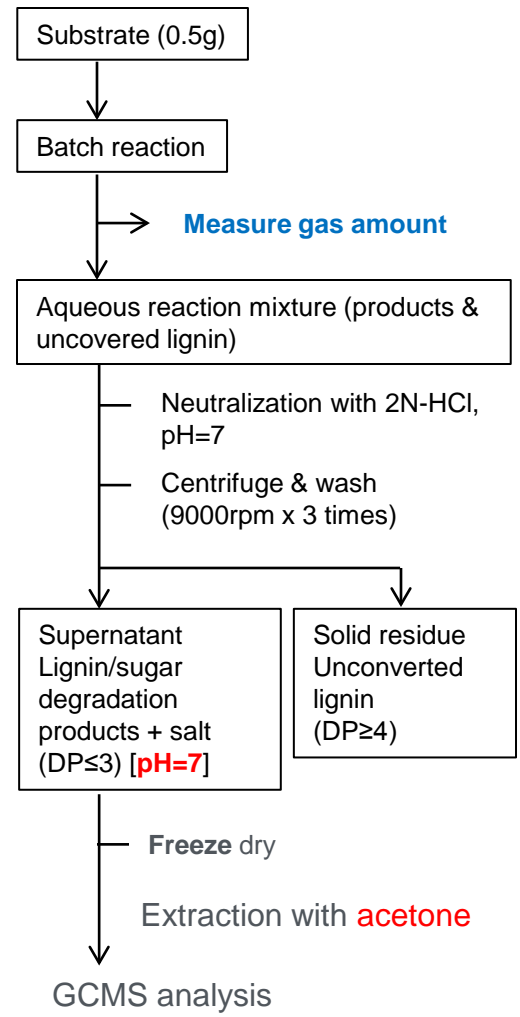 Substrate (0.5g)
Batch reaction
Measure gas amount
Aqueous reaction mixture (products &
uncovered lignin)
Neutralization with 2N-HCl,
pH=7
Centrifuge & wash
(9000rpm x 3 times)
Supernatant
Lignin/sugar
degradation
products + salt
(DP≤3) [pH=7]
Solid residue
Unconverted
lignin
(DP≥4)
Freeze dry
Extraction with acetone
GCMS analysis